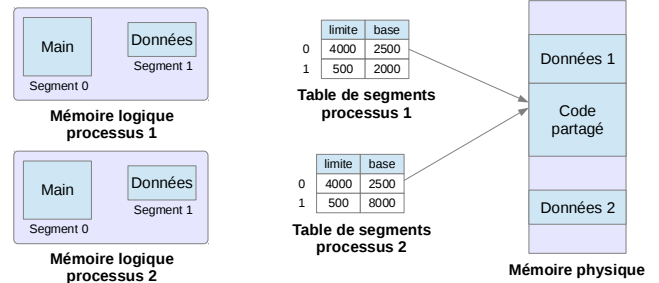 Main
Données
Segment 0
Segment 1
Mémoire logique
processus 1
Main
Données
Segment 0
Segment 1
Mémoire logique
processus 2
limite base
0 4000 2500
1 500 2000
Table de segments
processus 1
limite base
0 4000 2500
1 500 8000
Table de segments
processus 2
Données 1
Code
partagé
Données 2
Mémoire physique